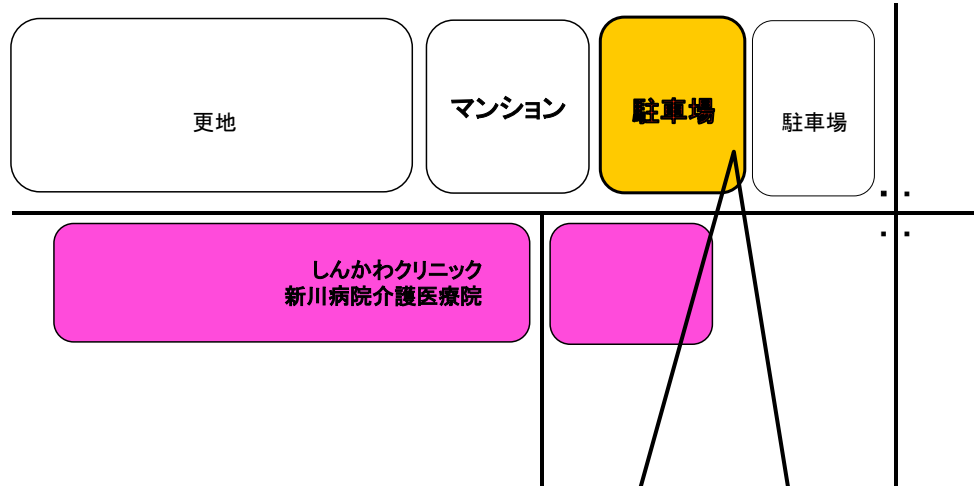 更地
マンション
駐車場
駐車場
しんかわクリニック
新川病院介護医療院